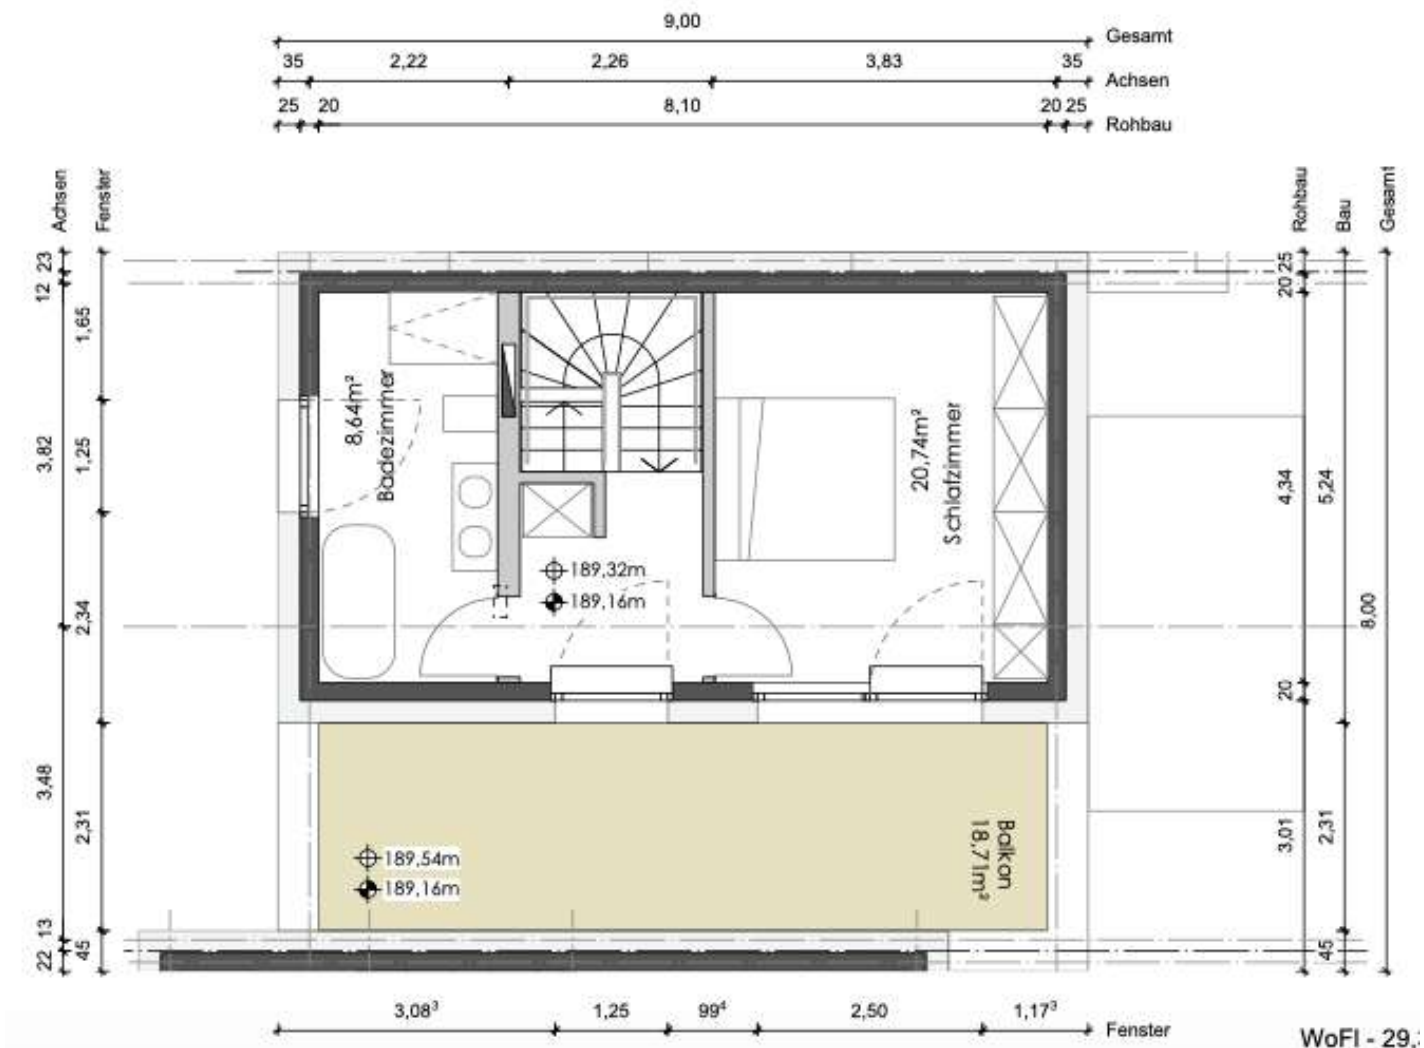 9,00
Gesamt
35 2,22 2,26 3,83 35
Achsen
25 20 8,10 20 25
Rohbau
Achsen
Fenster
Rohbau
Bau
Gesamt
23
12
3,82
3,48
13
22
1,65
1,25
2,34
2,31
45
8,64m²
Badezimmer
20,74m²
Schlafzimmer
189,32m
189,16m
Balkon
18,71m²
189,54m
189,16m
25
20
4,34
20
3,01
5,24
2,31
45
8,00
3,08³ 1,25 99⁴ 2,50 1,17³
Fenster
WoFl - 29.